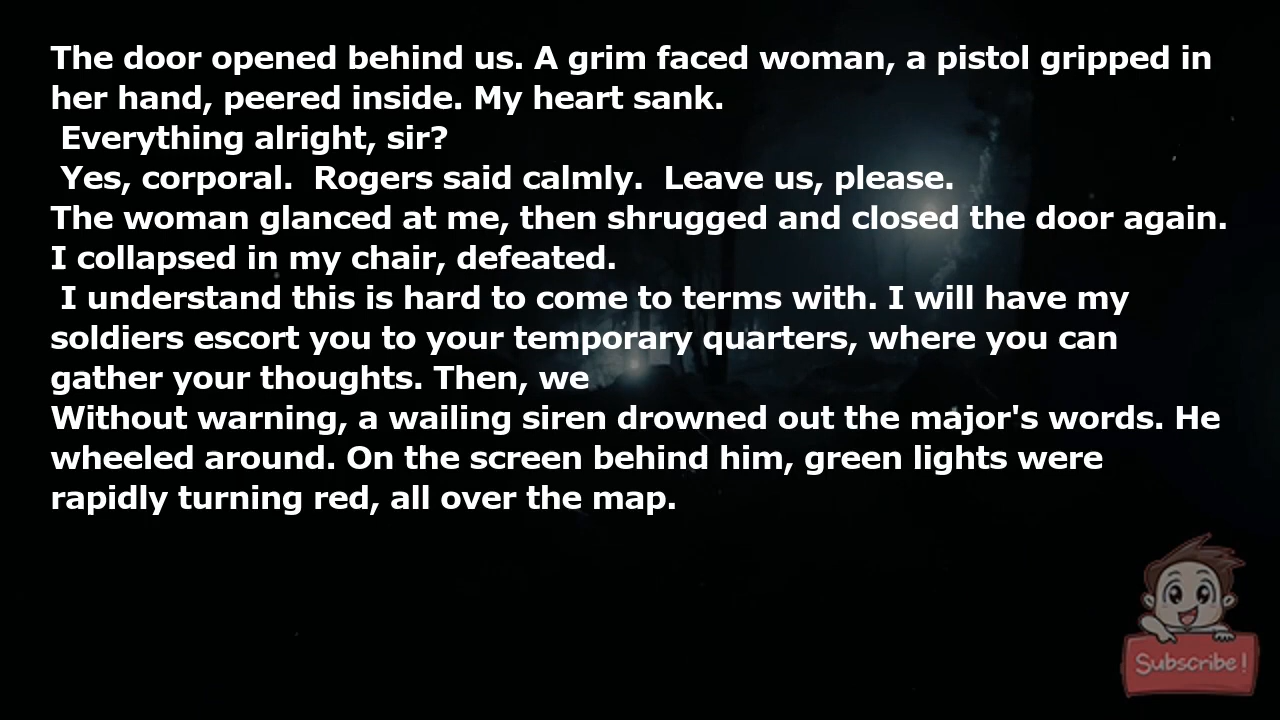 The door opened behind us. A grim faced woman, a pistol gripped in
her hand, peered inside. My heart sank.
Everything alright, sir?
Yes, corporal.  Rogers said calmly.  Leave us, please.
The woman glanced at me, then shrugged and closed the door again.
I collapsed in my chair, defeated.
I understand this is hard to come to terms with. I will have my
soldiers escort you to your temporary quarters, where you can
gather your thoughts. Then, we
Without warning, a wailing siren drowned out the major's words. He
wheeled around. On the screen behind him, green lights were
rapidly turning red, all over the map.
Subscribe!